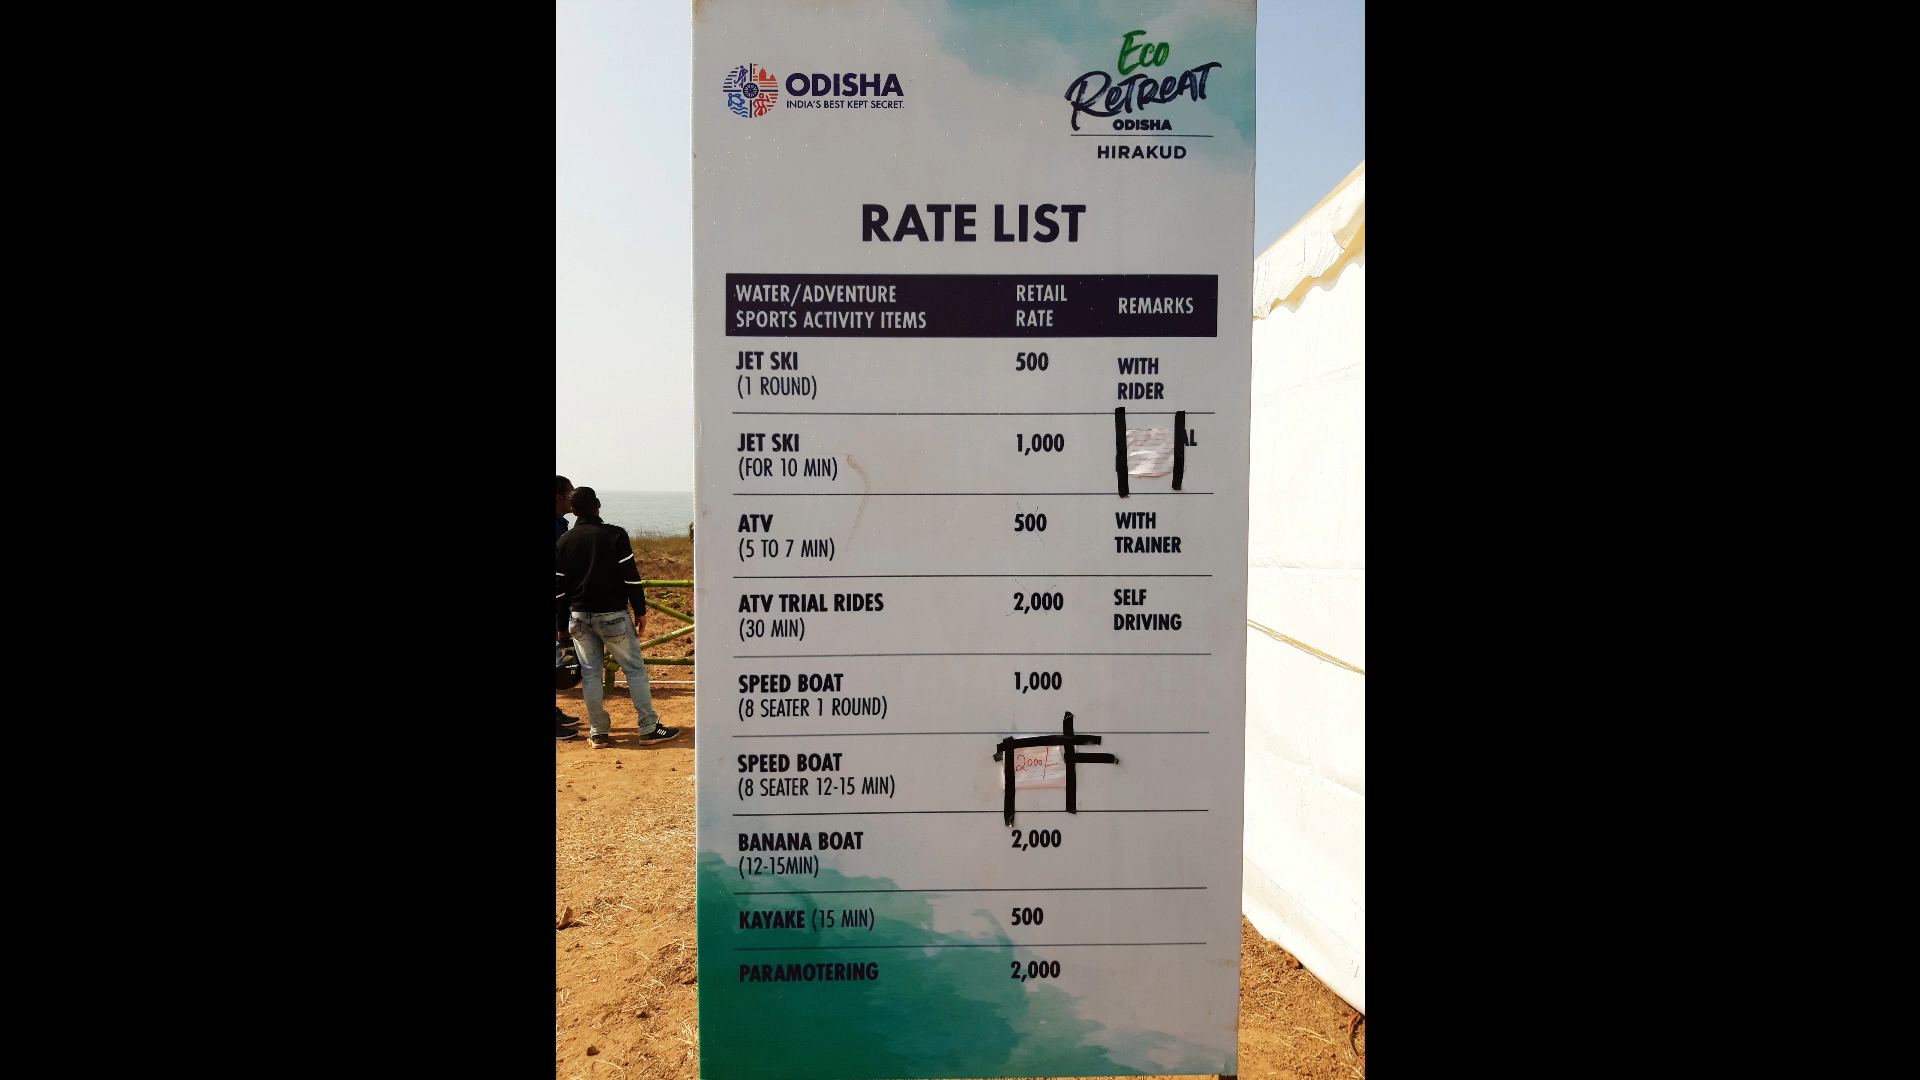 ODISHA
INDIA'S BEST KEPT SECRET.
Eco
RETREAT
ODISHA
HIRAKUD
RATE LIST
WATER/ADVENTURE SPORTS ACTIVITY ITEMS RETAIL RATE REMARKS
JET SKI 500 WITH RIDER
(1 ROUND)
JET SKI 1,000
(FOR 10 MIN)
ATV 500 WITH TRAINER
(5 TO 7 MIN)
ATV TRIAL RIDES 2,000 SELF DRIVING
(30 MIN)
SPEED BOAT 1,000
(8 SEATER 1 ROUND)
SPEED BOAT 2000/-
(8 SEATER 12-15 MIN)
BANANA BOAT 2,000
(12-15MIN)
KAYAKE (15 MIN) 500
PARAMOTERING 2,000